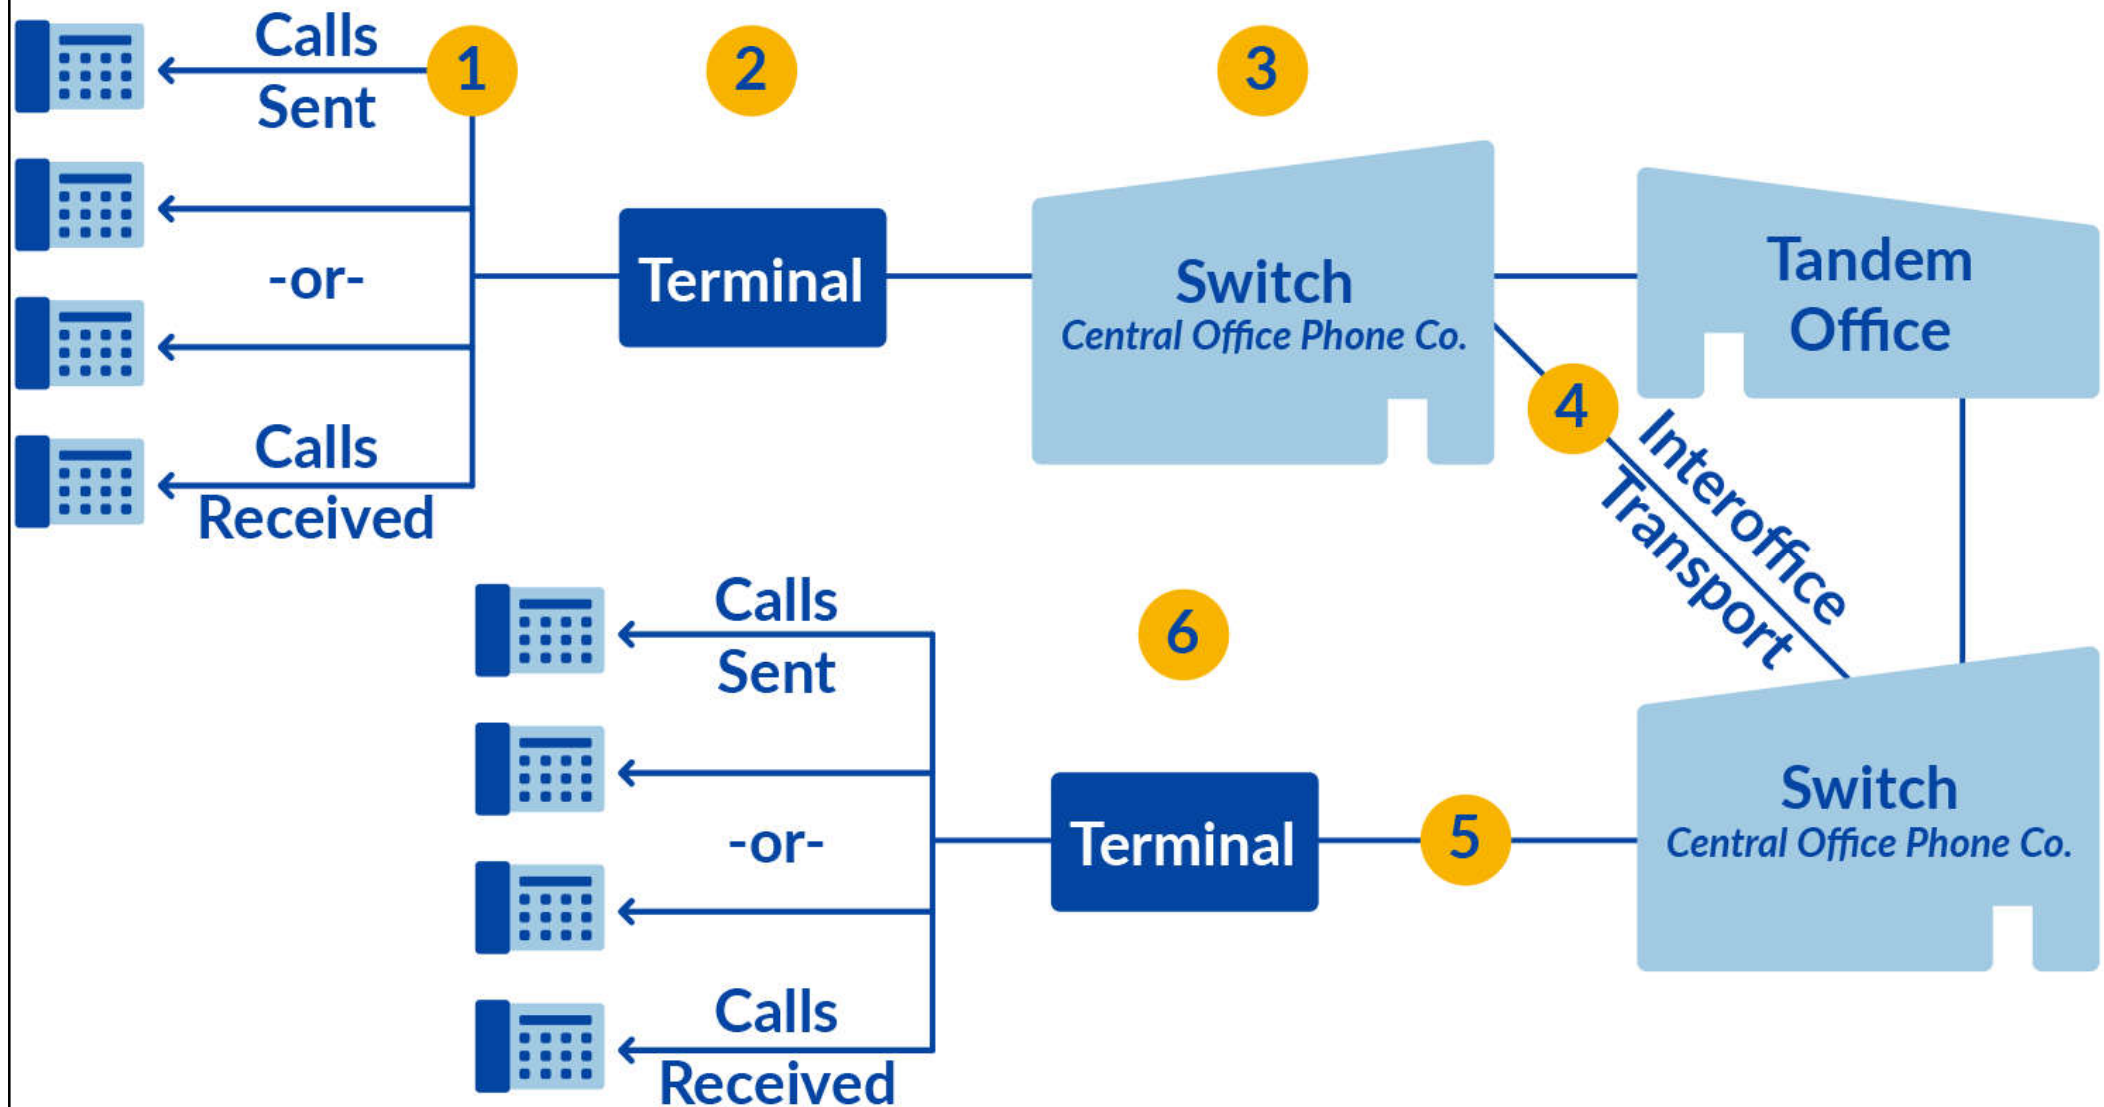 Calls
Sent
1
2
3
-or-
Terminal
Switch
Central Office Phone Co.
Tandem
Office
4
Interoffice
Transport
Calls
Received
Calls
Sent
6
-or-
Terminal
5
Switch
Central Office Phone Co.
Calls
Received